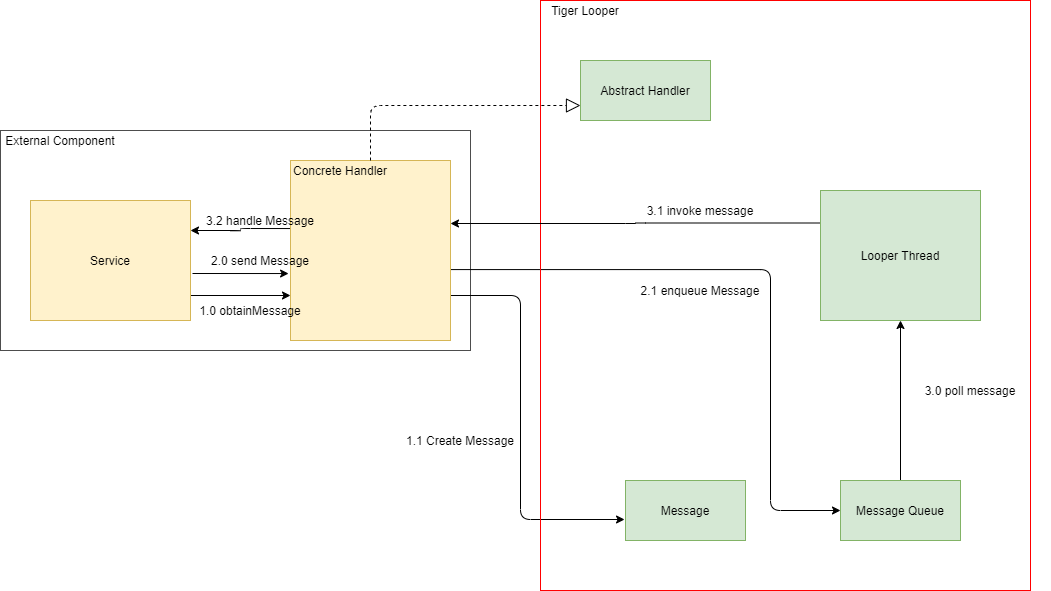 Tiger Looper
Abstract Handler
External Component
Concrete Handler
3.2 handle Message
3.1 invoke message
Service
2.0 send Message
Looper Thread
2.1 enqueue Message
1.0 obtainMessage
3.0 poll message
1.1 Create Message
Message
Message Queue